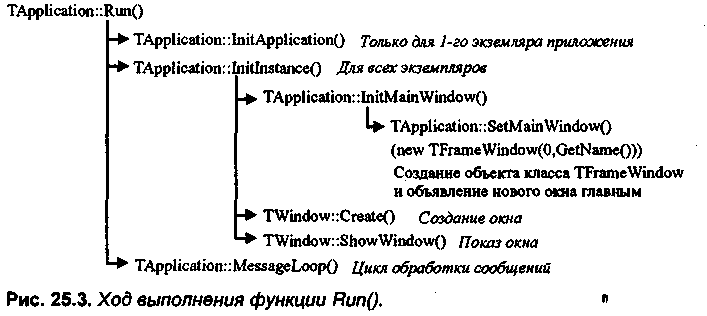 TApplication::Run()
TApplication::InitApplication() Только для 1-го экземляра приложения
TApplication::InitInstance() Для всех экземпляров
TApplication::InitMainWindow()
TApplication::SetMainWindow()
(new TFrameWindow(0,GetName()))
Создание объекта класса TFrameWindow
и объявление нового окна главным
TWindow::Create() Создание окна
TWindow::ShowWindow() Показ окна
TApplication::MessageLoop() Цикл обработки сообщений
Рис. 25.3. Ход выполнения функции Run().